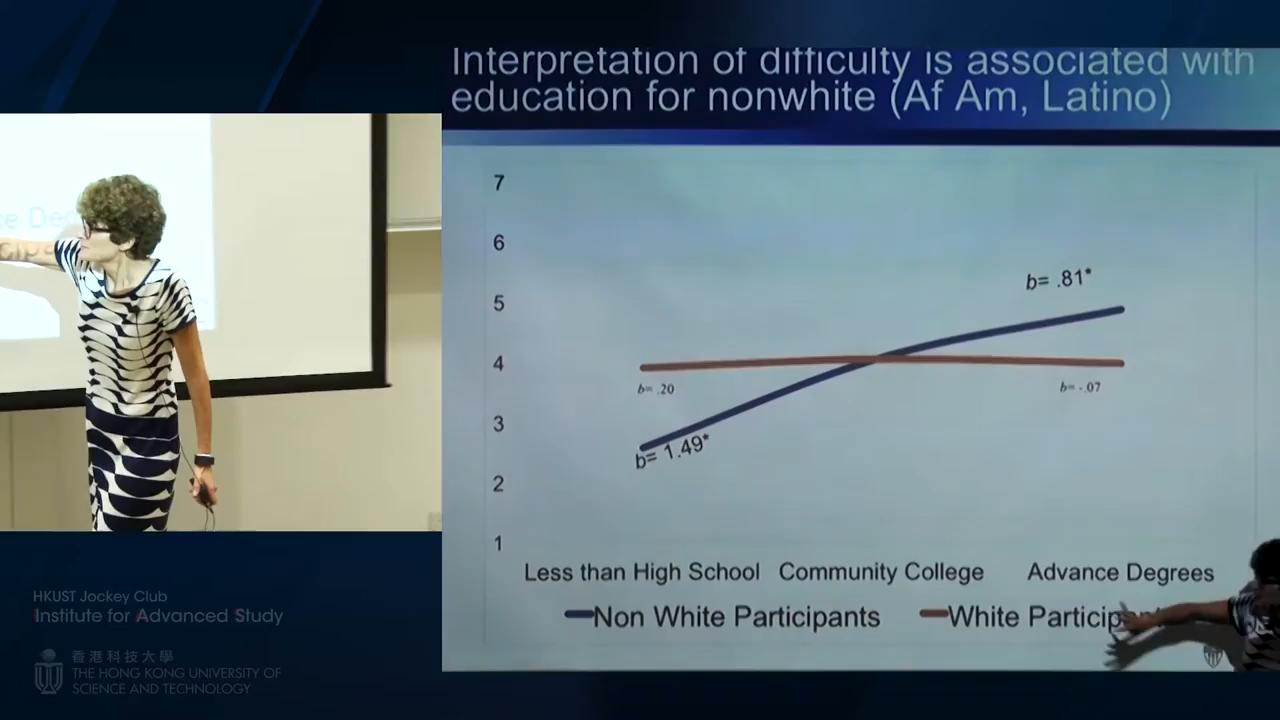 Interpretation of difficulty is associated with
education for nonwhite (Af Am, Latino)
7
6
5
4
3
2
1
b= .81*
b= .20
b= -.07
b= 1.49*
Less than High School Community College Advance Degrees
Non White Participants White
HKUST Jockey Club
Institute for Advanced Study
香港科技大學
THE HONG KONG UNIVERSITY OF
SCIENCE AND TECHNOLOGY